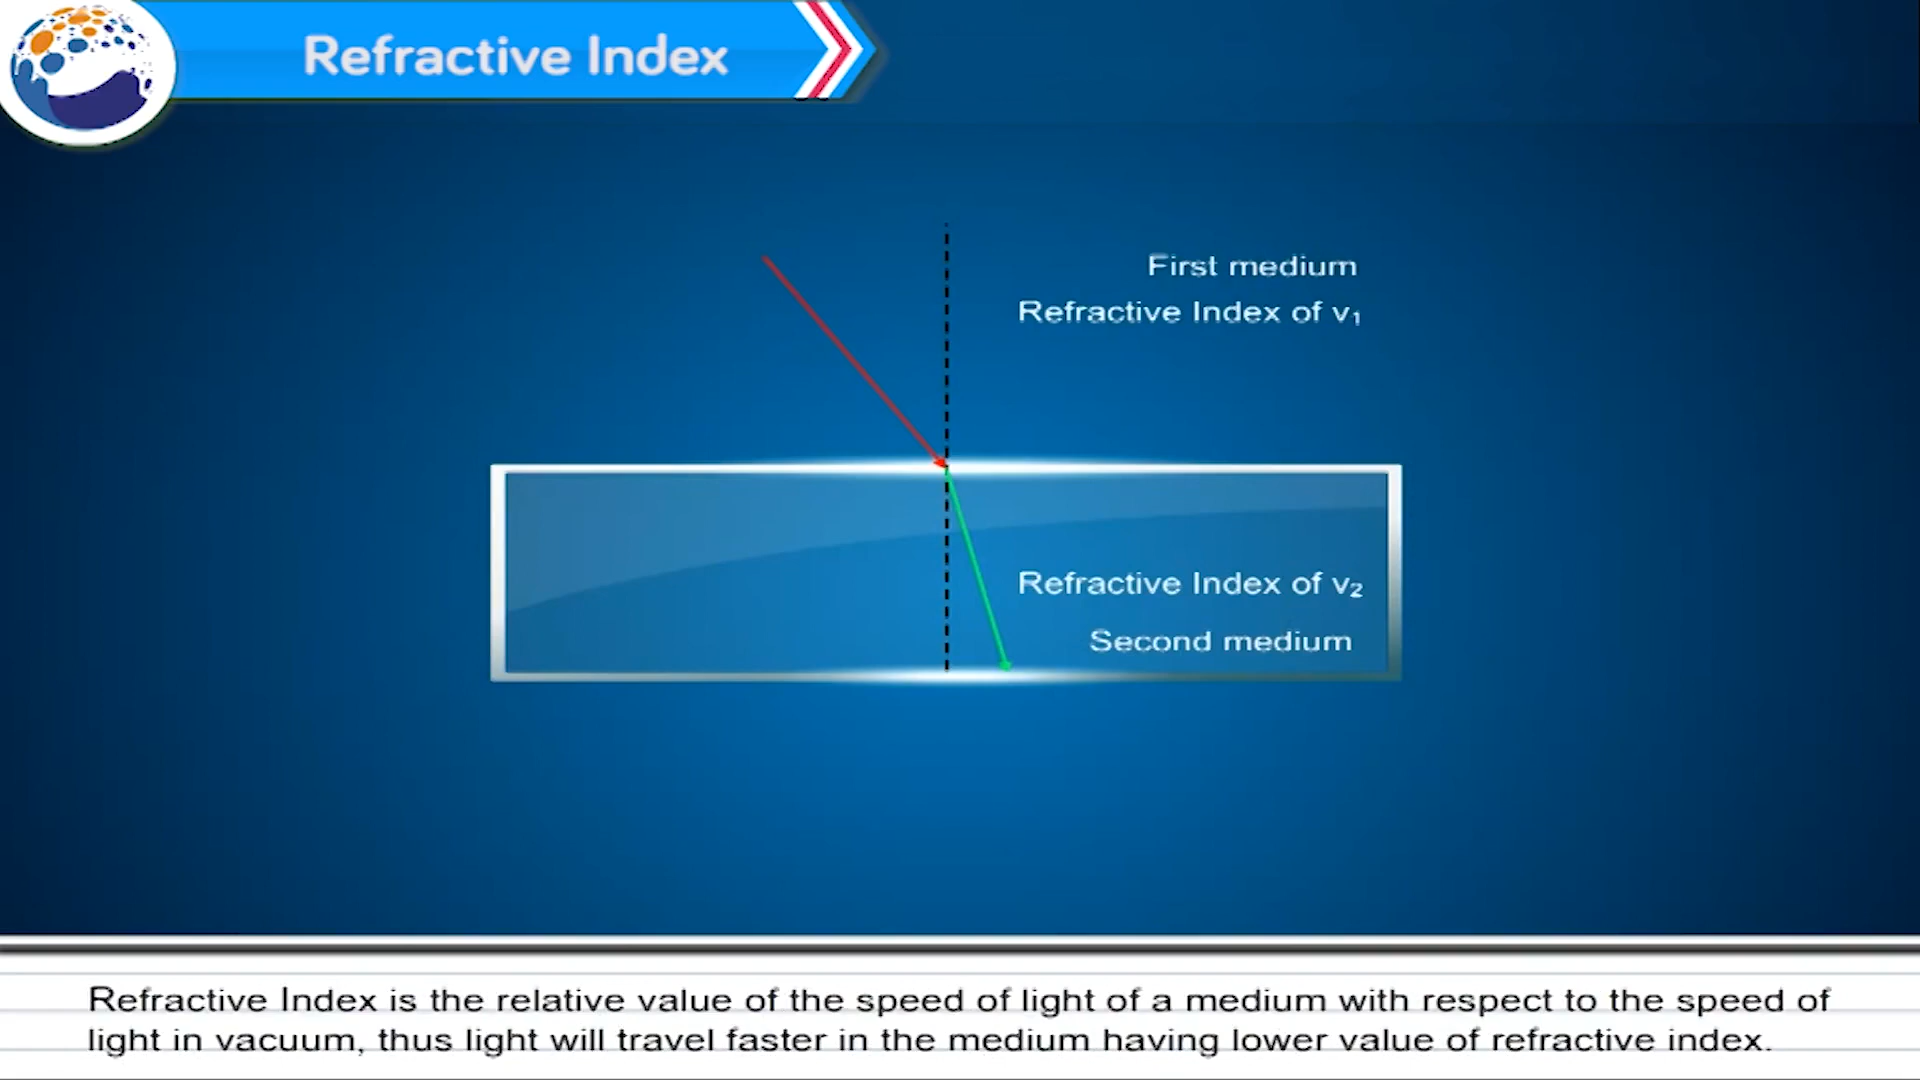 Refractive Index
First medium
Refractive Index of v₁
Refractive Index of v₂
Second medium
Refractive Index is the relative value of the speed of light of a medium with respect to the speed of
light in vacuum, thus light will travel faster in the medium having lower value of refractive index.